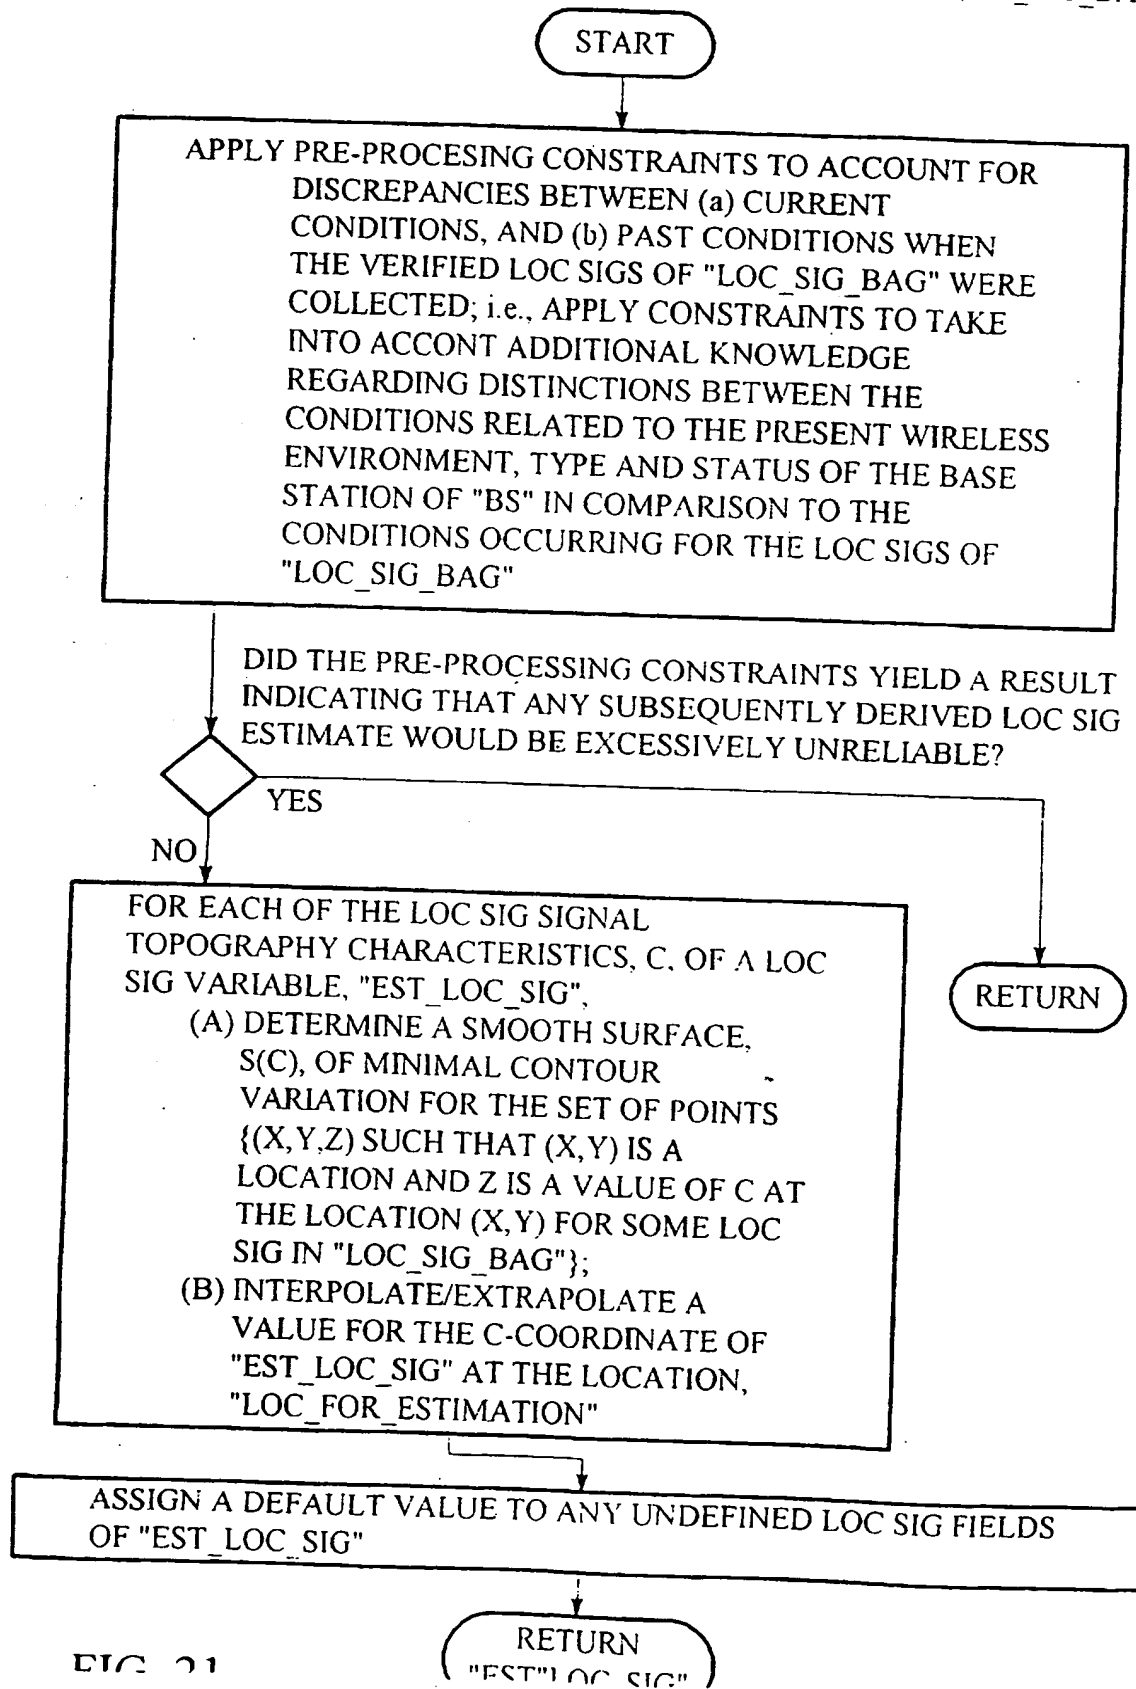 START
APPLY PRE-PROCESING CONSTRAINTS TO ACCOUNT FOR
DISCREPANCIES BETWEEN (a) CURRENT
CONDITIONS, AND (b) PAST CONDITIONS WHEN
THE VERIFIED LOC SIGS OF "LOC_SIG_BAG" WERE
COLLECTED; i.e., APPLY CONSTRAINTS TO TAKE
INTO ACCONT ADDITIONAL KNOWLEDGE
REGARDING DISTINCTIONS BETWEEN THE
CONDITIONS RELATED TO THE PRESENT WIRELESS
ENVIRONMENT, TYPE AND STATUS OF THE BASE
STATION OF "BS" IN COMPARISON TO THE
CONDITIONS OCCURRING FOR THE LOC SIGS OF
"LOC_SIG_BAG"
DID THE PRE-PROCESSING CONSTRAINTS YIELD A RESULT
INDICATING THAT ANY SUBSEQUENTLY DERIVED LOC SIG
ESTIMATE WOULD BE EXCESSIVELY UNRELIABLE?
YES
NO
FOR EACH OF THE LOC SIG SIGNAL
TOPOGRAPHY CHARACTERISTICS, C, OF A LOC
SIG VARIABLE, "EST_LOC_SIG",
(A) DETERMINE A SMOOTH SURFACE,
S(C), OF MINIMAL CONTOUR
VARIATION FOR THE SET OF POINTS
{(X,Y,Z) SUCH THAT (X,Y) IS A
LOCATION AND Z IS A VALUE OF C AT
THE LOCATION (X,Y) FOR SOME LOC
SIG IN "LOC_SIG_BAG"};
(B) INTERPOLATE/EXTRAPOLATE A
VALUE FOR THE C-COORDINATE OF
"EST_LOC_SIG" AT THE LOCATION,
"LOC_FOR_ESTIMATION"
RETURN
ASSIGN A DEFAULT VALUE TO ANY UNDEFINED LOC SIG FIELDS
OF "EST_LOC_SIG"
RETURN
"EST"LOC_SIG"
FIG. 21